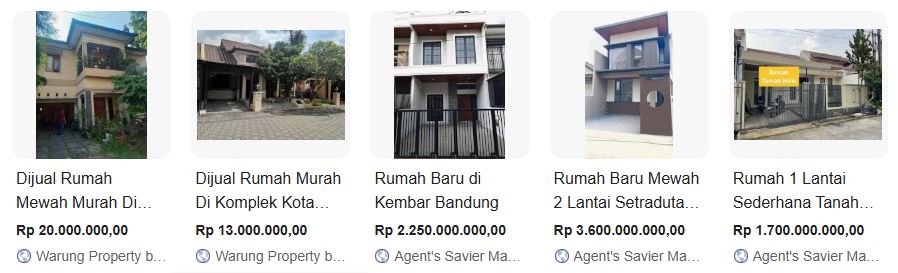 Rumah
Taman Holis
Dijual Rumah
Mewah Murah Di...
Rp 20.000.000,00
Warung Property b...
Dijual Rumah Murah
Di Komplek Kota...
Rp 13.000.000,00
Warung Property b...
Rumah Baru di
Kembar Bandung
Rp 2.250.000.000,00
Agent's Savier Ma...
Rumah Baru Mewah
2 Lantai Setraduta...
Rp 3.600.000.000,00
Agent's Savier Ma...
Rumah 1 Lantai
Sederhana Tanah...
Rp 1.700.000.000,00
Agent's Savier Ma...